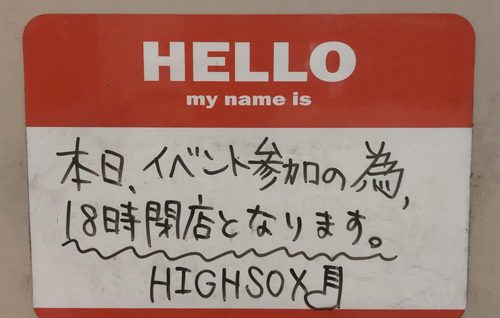 HELLO
my name is
本日、イベント参加の為、
18時閉店となります。
HIGHSOX